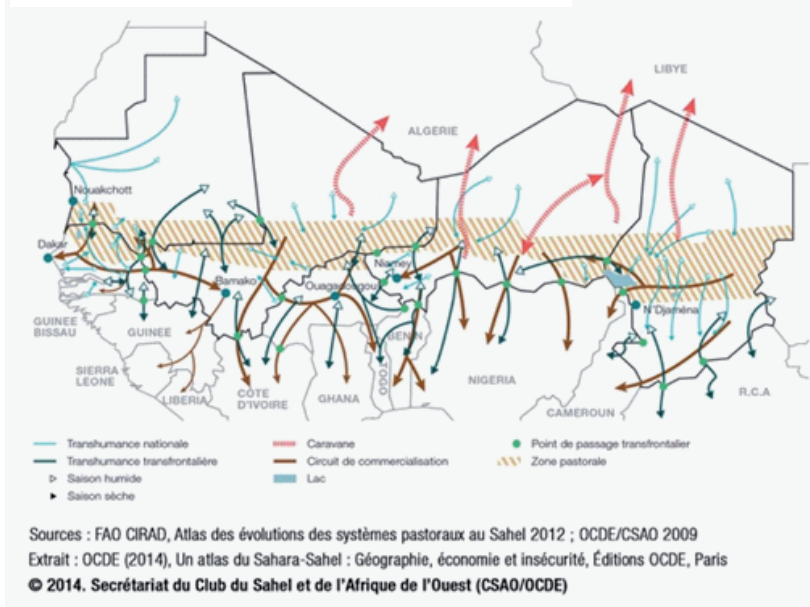 LIBYE
ALGÉRIE
Nouakchott
Dakar
Niamey
Bamako
Ouagadougou
N'Djaména
GUINEE
BISSAU
GUINEE
BENIN
SIERRA
LEONE
LIBERIA
CÔTE
D'IVOIRE
GHANA
TOGO
NIGERIA
CAMEROUN
R.C.A
Transhumance nationale
Transhumance transfrontalière
Saison humide
Saison sèche
Caravane
Circuit de commercialisation
Lac
Point de passage transfrontalier
Zone pastorale
Sources : FAO CIRAD, Atlas des évolutions des systèmes pastoraux au Sahel 2012 ; OCDE/CSAO 2009
Extrait : OCDE (2014), Un atlas du Sahara-Sahel : Géographie, économie et insécurité, Éditions OCDE, Paris
© 2014. Secrétariat du Club du Sahel et de l'Afrique de l'Ouest (CSAO/OCDE)